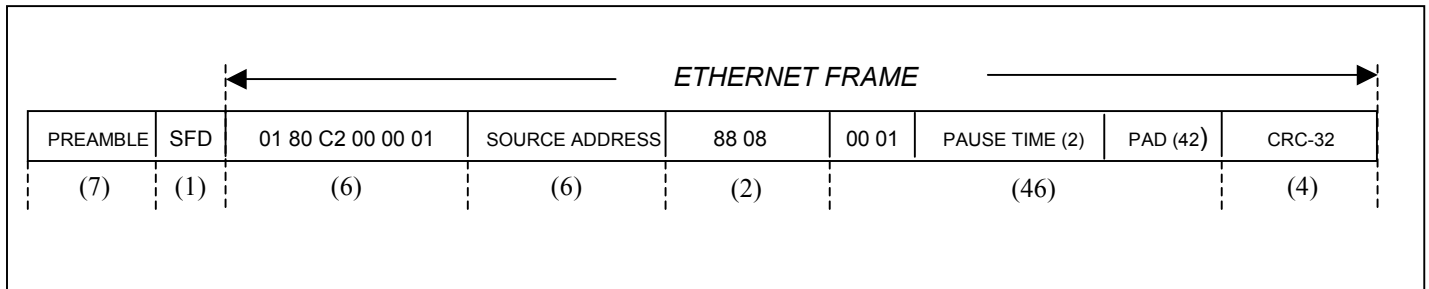 ETHERNET FRAME
PREAMBLE SFD 01 80 C2 00 00 01 SOURCE ADDRESS 88 08 00 01 PAUSE TIME (2) PAD (42) CRC-32
(7) (1) (6) (6) (2) (46) (4)